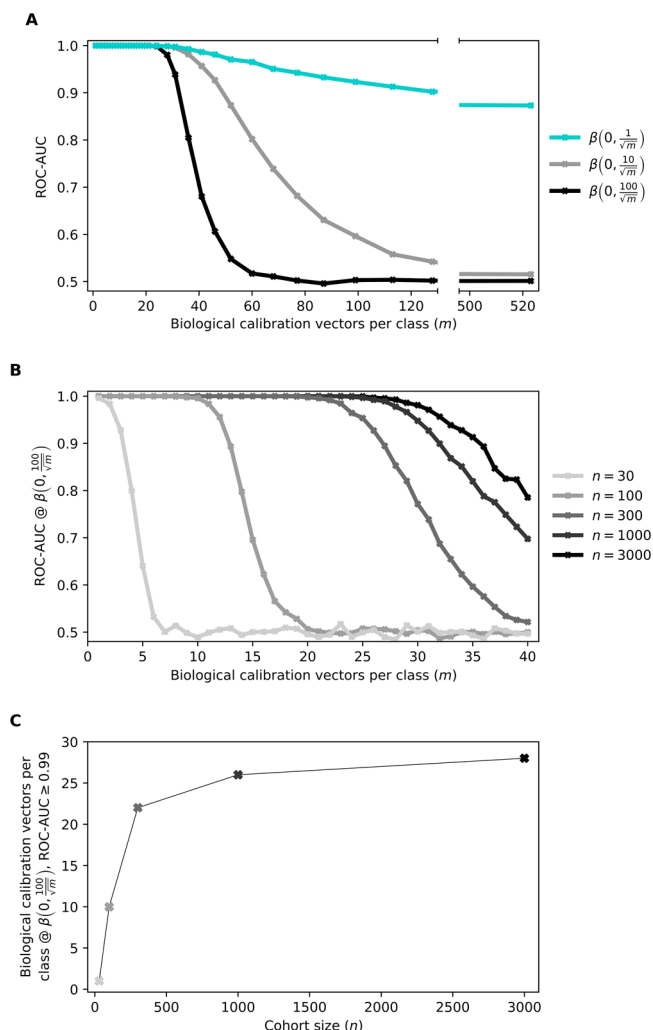 A
1.0
0.9
0.8
0.7
0.6
0.5
ROC-AUC
0 20 40 60 80 100 120 500 520
Biological calibration vectors per class (m)
β(0, 1/√m)
β(0, 10/√m)
β(0, 100/√m)
B
1.0
0.9
0.8
0.7
0.6
0.5
ROC-AUC @ β(0, 100/√m)
0 5 10 15 20 25 30 35 40
Biological calibration vectors per class (m)
n = 30
n = 100
n = 300
n = 1000
n = 3000
C
30
25
20
15
10
5
0
Biological calibration vectors per
class @ β(0, 100/√m), ROC-AUC ≥ 0.99
0 500 1000 1500 2000 2500 3000
Cohort size (n)